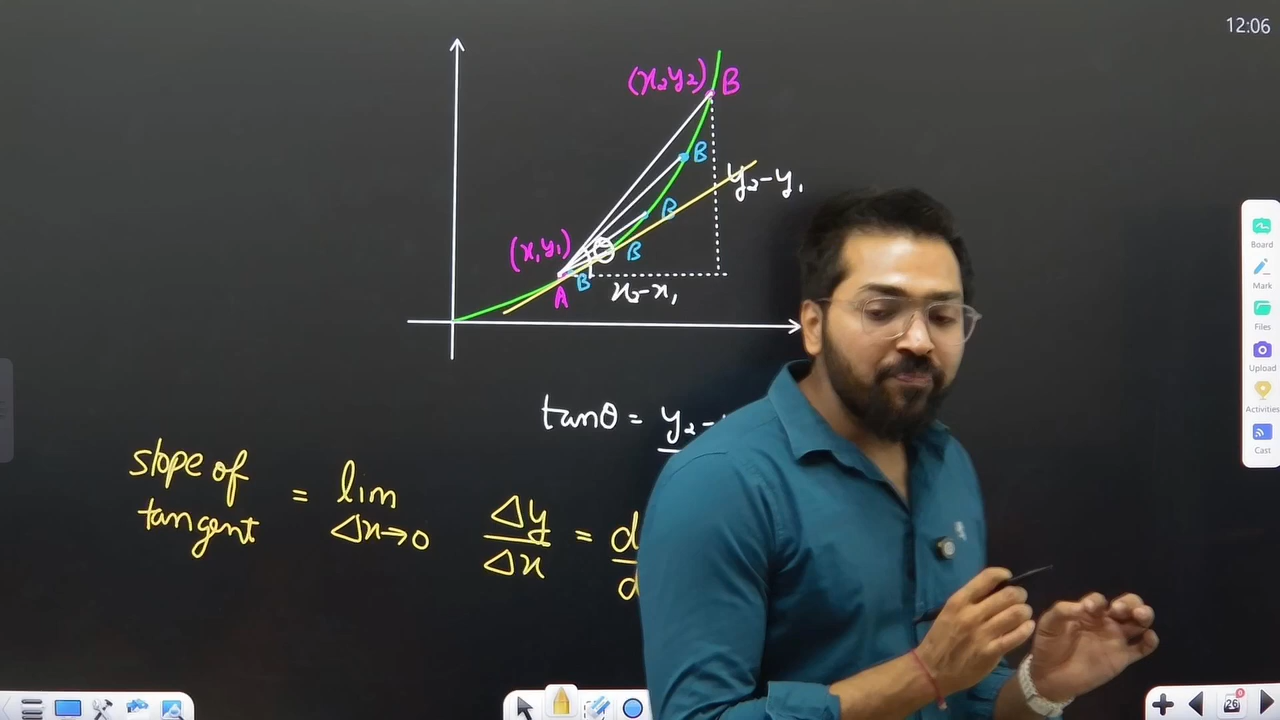 12:06
(x₂y₂) B
B
y₂-y₁
B
(x,y₁)
B
θ
A B x₂-x₁
tanθ = y₂-
slope of
tangent
= lim Δy = d
Δx→0 Δx d
Board
Mark
Files
Upload
Activities
Cast
26